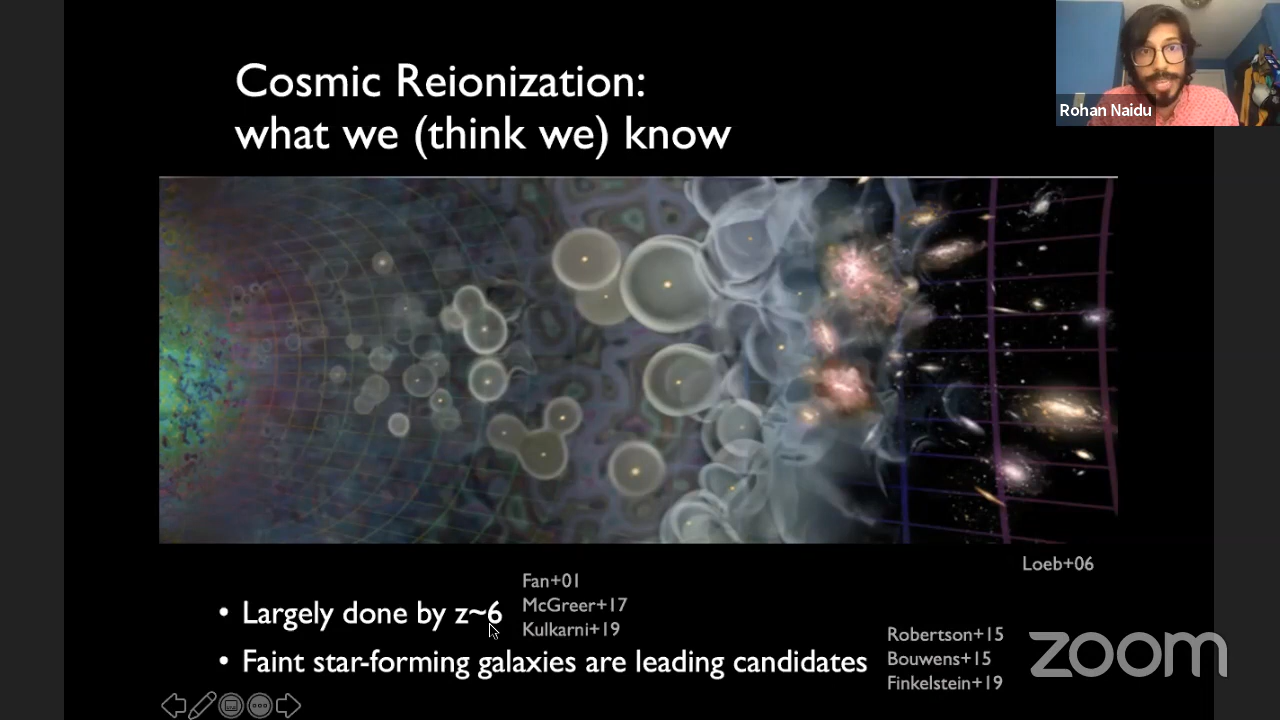 Cosmic Reionization:
what we (think we) know
Rohan Naidu
Loeb+06
• Largely done by z~6
Fan+01
McGreer+17
Kulkarni+19
• Faint star-forming galaxies are leading candidates
Robertson+15
Bouwens+15
Finkelstein+19
zoom